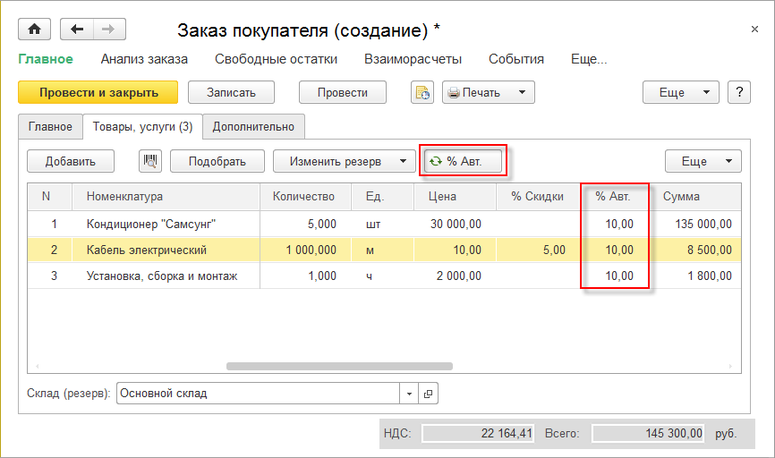 Заказ покупателя (создание) *
Главное Анализ заказа Свободные остатки Взаиморасчеты События Еще...
Провести и закрыть Записать Провести Печать Еще ?
Главное Товары, услуги (3) Дополнительно
Добавить Подобрать Изменить резерв % Авт. Еще
N Номенклатура Количество Ед. Цена % Скидки % Авт. Сумма
1 Кондиционер "Самсунг" 5,000 шт 30 000,00 10,00 135 000,00
2 Кабель электрический 1 000,000 м 10,00 5,00 10,00 8 500,00
3 Установка, сборка и монтаж 1,000 ч 2 000,00 10,00 1 800,00
Склад (резерв): Основной склад
НДС: 22 164,41 Всего: 145 300,00 руб.